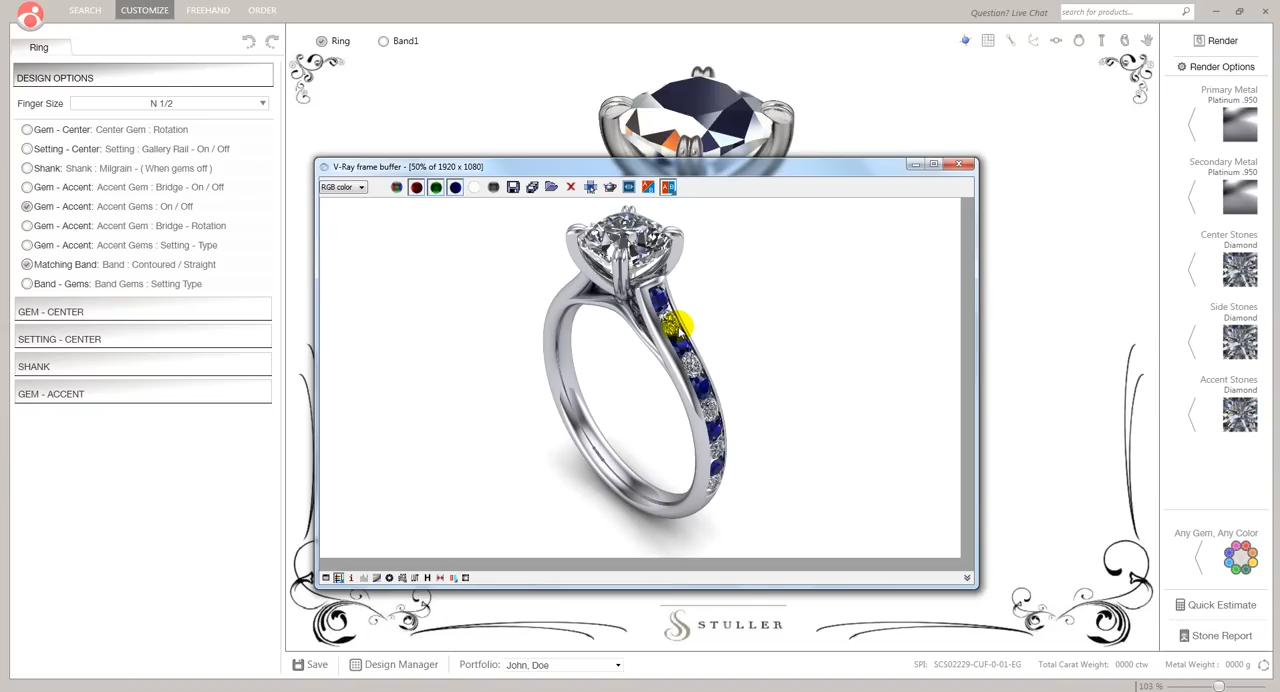 SEARCH CUSTOMIZE FREEHAND ORDER
Question? Live Chat search for products...
Ring
Ring Band1
DESIGN OPTIONS
Finger Size N 1/2
Gem - Center: Center Gem : Rotation
Setting - Center: Setting : Gallery Rail - On / Off
Shank: Shank : Milgrain - ( When gems off )
Gem - Accent: Accent Gem : Bridge - On / Off
Gem - Accent: Accent Gems : On / Off
Gem - Accent: Accent Gem : Bridge - Rotation
Gem - Accent: Accent Gems : Setting - Type
Matching Band: Band : Contoured / Straight
Band - Gems: Band Gems : Setting Type
GEM - CENTER
SETTING - CENTER
SHANK
GEM - ACCENT
V-Ray frame buffer - [50% of 1920 x 1080]
RGB color
Render
Render Options
Primary Metal
Platinum .950
Secondary Metal
Platinum .950
Center Stones
Diamond
Side Stones
Diamond
Accent Stones
Diamond
Any Gem, Any Color
Quick Estimate
Stone Report
STULLER
Save Design Manager Portfolio: John, Doe
SPI: SCS02229-CUF-0-01-EG Total Carat Weight: 0000 ctw Metal Weight : 0000 g
103 %